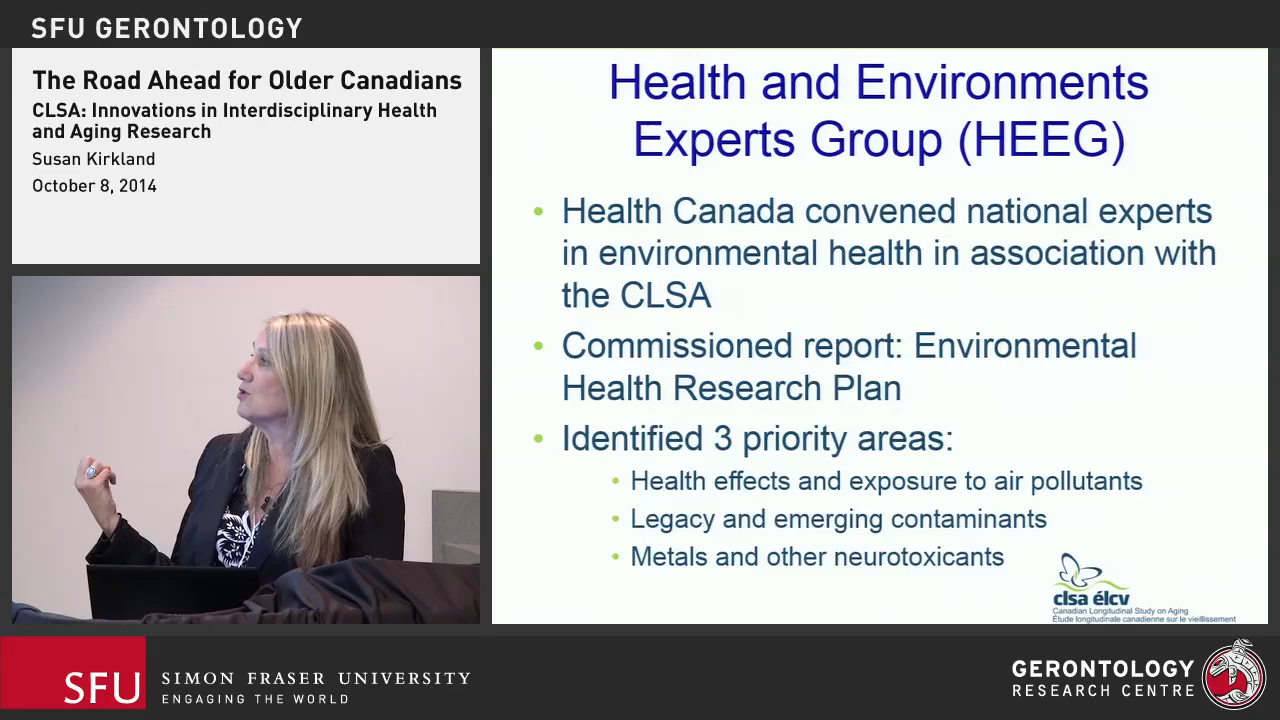 SFU GERONTOLOGY
The Road Ahead for Older Canadians
CLSA: Innovations in Interdisciplinary Health
and Aging Research
Susan Kirkland
October 8, 2014
Health and Environments
Experts Group (HEEG)
• Health Canada convened national experts
in environmental health in association with
the CLSA
• Commissioned report: Environmental
Health Research Plan
• Identified 3 priority areas:
• Health effects and exposure to air pollutants
• Legacy and emerging contaminants
• Metals and other neurotoxicants
clsa élcv
Canadian Longitudinal Study on Aging
Étude longitudinale canadienne sur le vieillissement
SFU
SIMON FRASER UNIVERSITY
ENGAGING THE WORLD
GERONTOLOGY
RESEARCH CENTRE